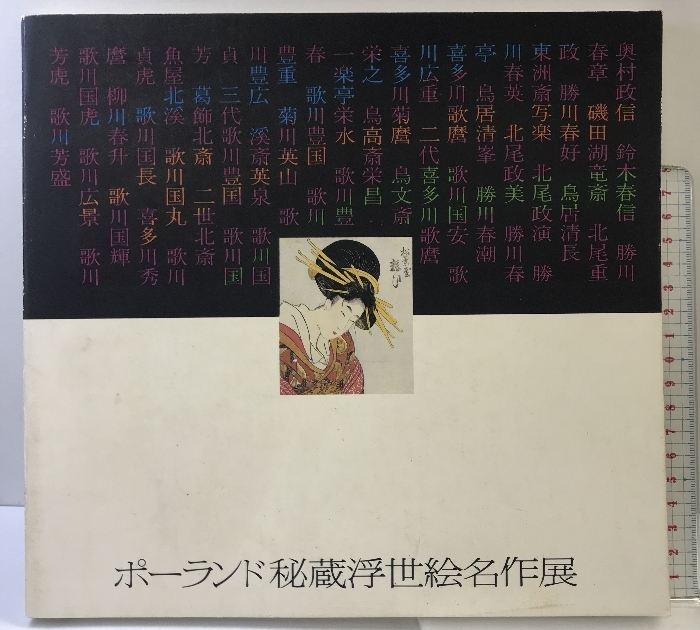 奥村政信 鈴木春信 勝川
春章 磯田湖竜斎 北尾重
政 勝川春好 鳥居清長
東洲斎写楽 北尾政演 勝
川春英 北尾政美 勝川春
亭 鳥居清峯 勝川春潮
喜多川歌麿 歌川国安 歌
川広重 二代喜多川歌麿
喜多川菊麿 鳥文斎
栄之 鳥高斎栄昌
一楽亭栄水 歌川豊
春 歌川豊国 歌川
豊重 菊川英山 歌
川豊広 渓斎英泉 歌川国
貞 三代歌川豊国 歌川国
芳 葛飾北斎 二世北斎
魚屋北渓 歌川国丸 歌川
貞虎 歌川国長 喜多川秀
麿 柳川春升 歌川国輝
歌川国虎 歌川広景 歌川
芳虎 歌川芳盛
ポーランド秘蔵浮世絵名作展